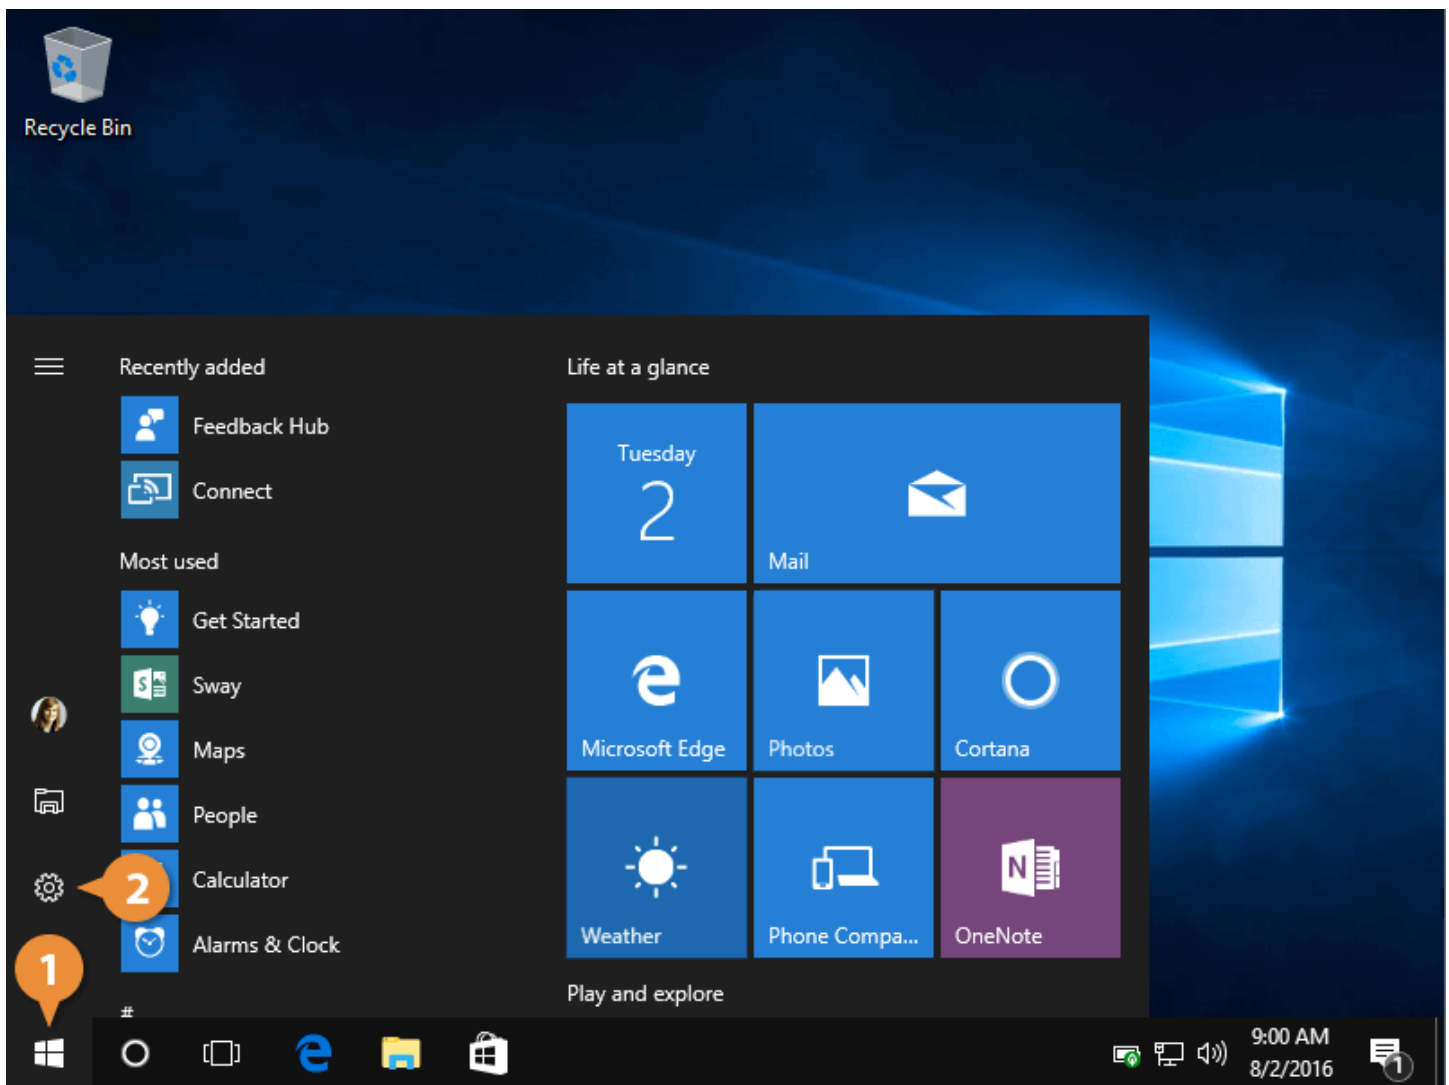 Recycle Bin
Recently added
Feedback Hub
Connect
Most used
Get Started
Sway
Maps
People
Calculator
Alarms & Clock
#
Life at a glance
Tuesday
2
Mail
Microsoft Edge
Photos
Cortana
Weather
Phone Compa...
N
OneNote
Play and explore
S
2
1
9:00 AM
8/2/2016
1